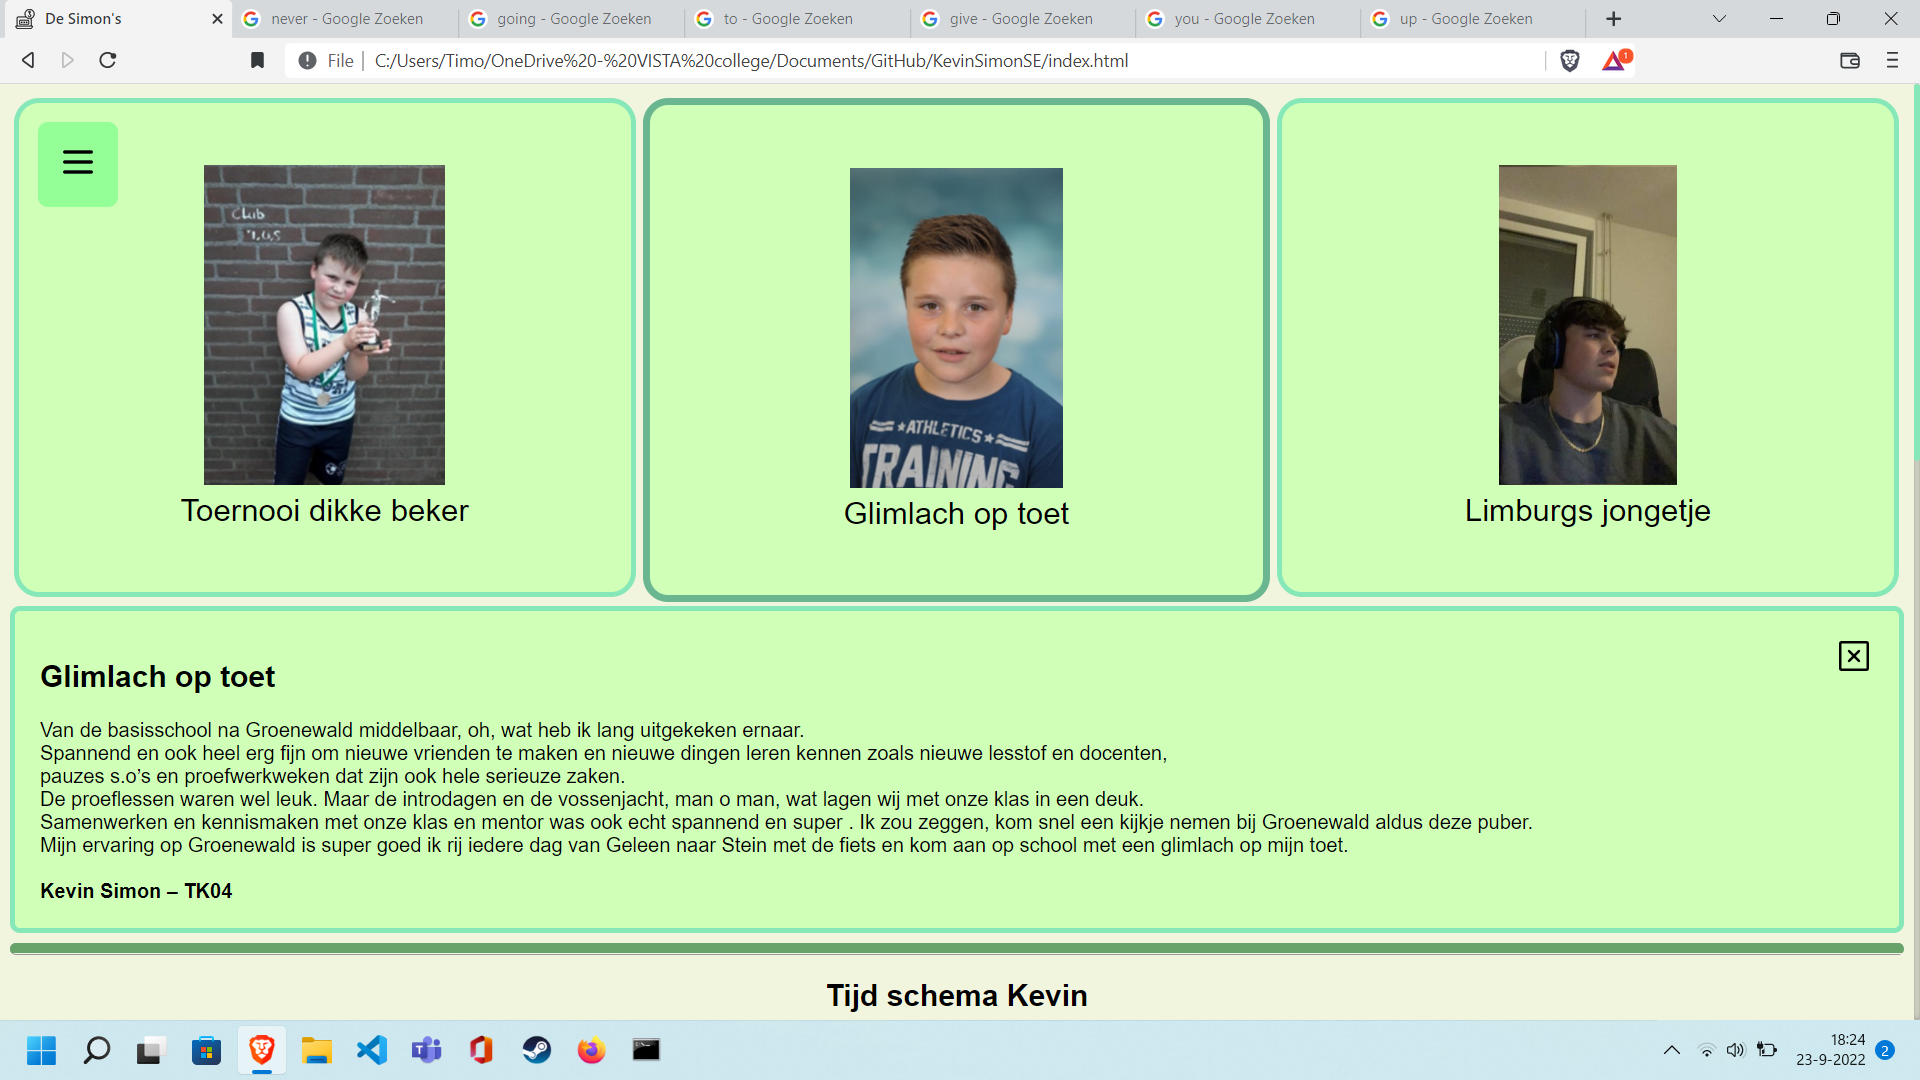 De Simon's
never - Google Zoeken
going - Google Zoeken
to - Google Zoeken
give - Google Zoeken
you - Google Zoeken
up - Google Zoeken
File
C:/Users/Timo/OneDrive%20-%20VISTA%20college/Documents/GitHub/KevinSimonSE/index.html
1
Club
★ATHLETICS★
TRAINING
Toernooi dikke beker
Glimlach op toet
Limburgs jongetje
Glimlach op toet
Van de basisschool na Groenewald middelbaar, oh, wat heb ik lang uitgekeken ernaar.
Spannend en ook heel erg fijn om nieuwe vrienden te maken en nieuwe dingen leren kennen zoals nieuwe lesstof en docenten,
pauzes s.o’s en proefwerkweken dat zijn ook hele serieuze zaken.
De proeflessen waren wel leuk. Maar de introdagen en de vossenjacht, man o man, wat lagen wij met onze klas in een deuk.
Samenwerken en kennismaken met onze klas en mentor was ook echt spannend en super . Ik zou zeggen, kom snel een kijkje nemen bij Groenewald aldus deze puber.
Mijn ervaring op Groenewald is super goed ik rij iedere dag van Geleen naar Stein met de fiets en kom aan op school met een glimlach op mijn toet.
Kevin Simon – TK04
Tijd schema Kevin
18:24
23-9-2022
2